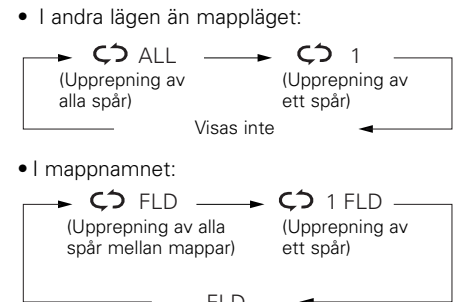 • I andra lägen än mappläget:
ALL
(Upprepning av
alla spår)
1
(Upprepning av
ett spår)
Visas inte
• I mappnamnet:
FLD
(Upprepning av alla
spår mellan mappar)
1 FLD
(Upprepning av
ett spår)
FLD